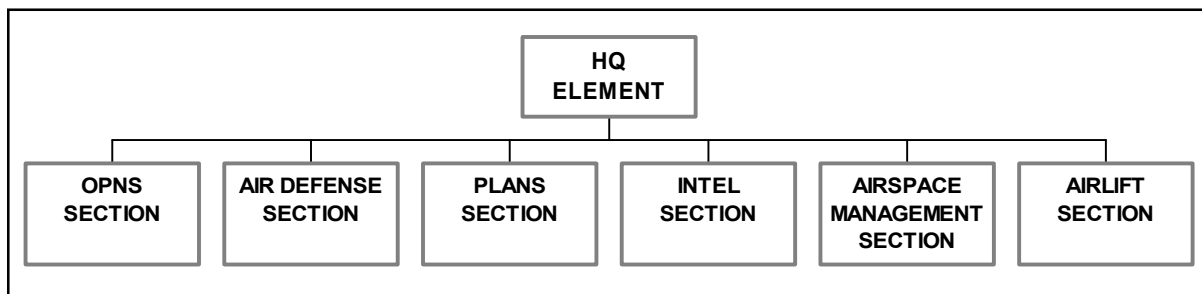 HQ
ELEMENT
OPNS
SECTION
AIR DEFENSE
SECTION
PLANS
SECTION
INTEL
SECTION
AIRSPACE
MANAGEMENT
SECTION
AIRLIFT
SECTION